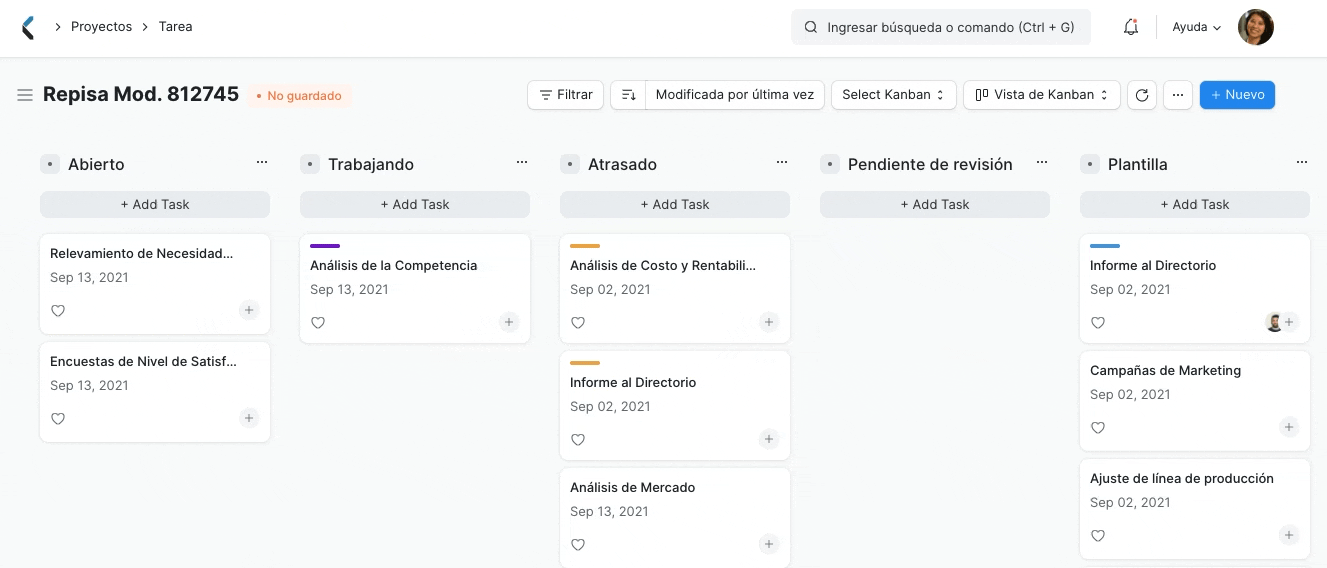 Proyectos
Tarea
Ingresar búsqueda o comando (Ctrl + G)
Ayuda
Repisa Mod. 812745
• No guardado
Filtrar
Modificada por última vez
Select Kanban
Vista de Kanban
+ Nuevo
Abierto
+ Add Task
Relevamiento de Necesidad...
Sep 13, 2021
Encuestas de Nivel de Satisf...
Sep 13, 2021
Trabajando
+ Add Task
Análisis de la Competencia
Sep 13, 2021
Atrasado
+ Add Task
Análisis de Costo y Rentabili...
Sep 02, 2021
Informe al Directorio
Sep 02, 2021
Análisis de Mercado
Sep 13, 2021
Pendiente de revisión
+ Add Task
Plantilla
+ Add Task
Informe al Directorio
Sep 02, 2021
Campañas de Marketing
Sep 02, 2021
Ajuste de línea de producción
Sep 02, 2021